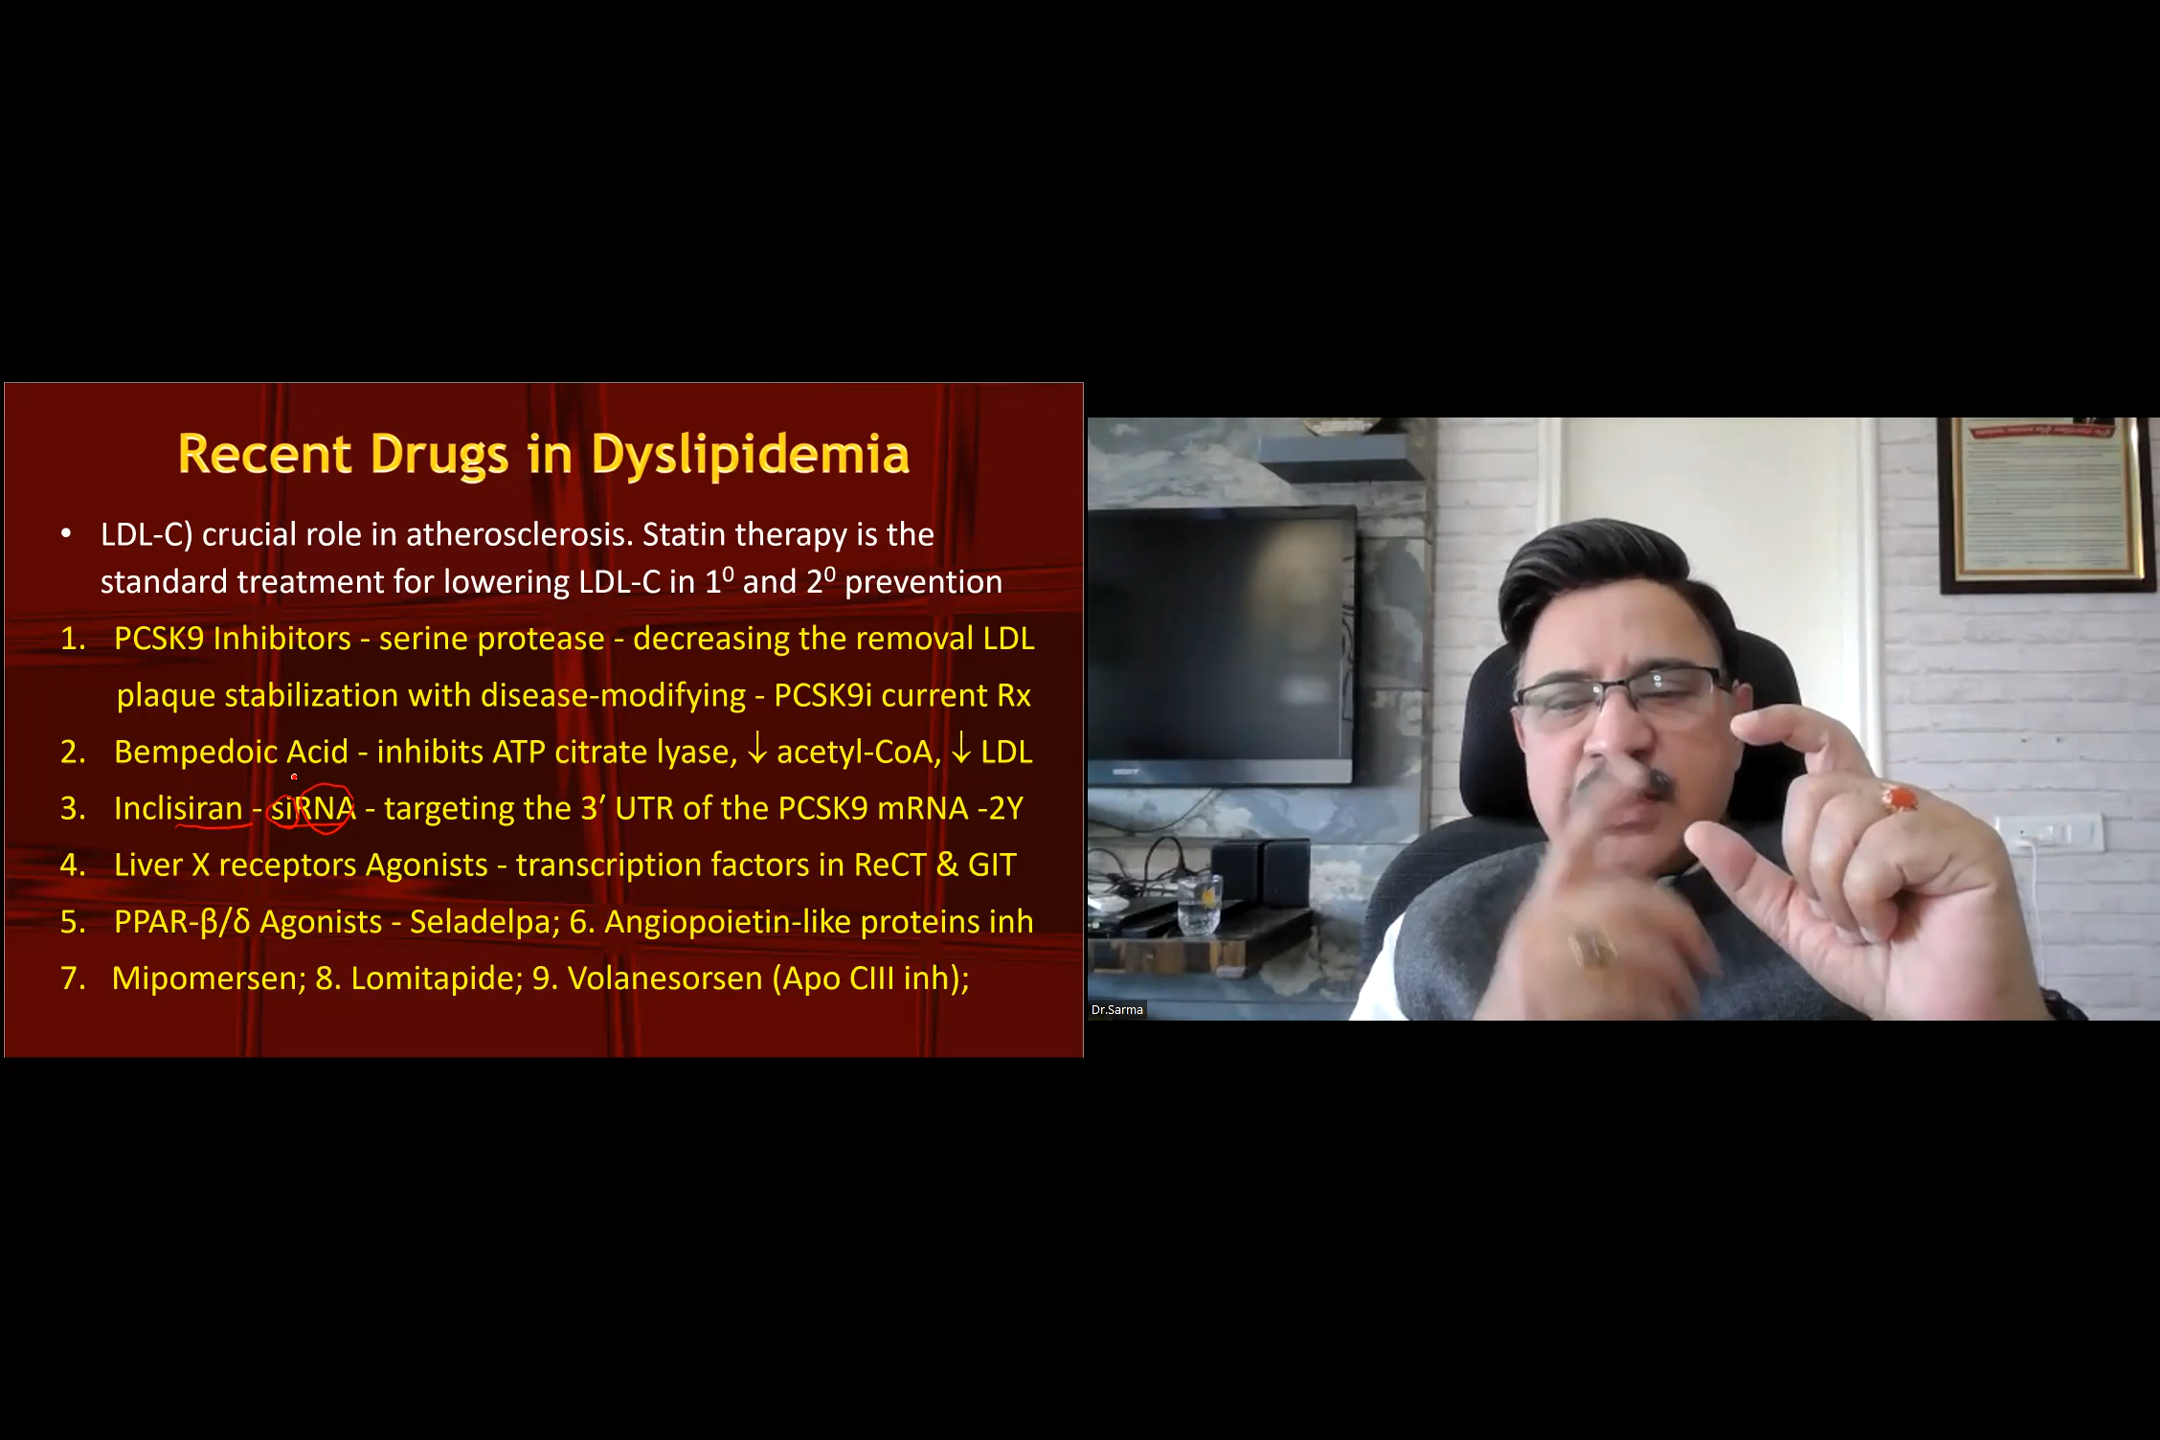 Recent Drugs in Dyslipidemia
• LDL-C) crucial role in atherosclerosis. Statin therapy is the
standard treatment for lowering LDL-C in 1⁰ and 2⁰ prevention
1. PCSK9 Inhibitors - serine protease - decreasing the removal LDL
plaque stabilization with disease-modifying - PCSK9i current Rx
2. Bempedoic Acid - inhibits ATP citrate lyase, ↓ acetyl-CoA, ↓ LDL
3. Inclisiran - siRNA - targeting the 3′ UTR of the PCSK9 mRNA -2Y
4. Liver X receptors Agonists - transcription factors in ReCT & GIT
5. PPAR-β/δ Agonists - Seladelpa; 6. Angiopoietin-like proteins inh
7. Mipomersen; 8. Lomitapide; 9. Volanesorsen (Apo CIII inh);
SONY
Dr.Sarma